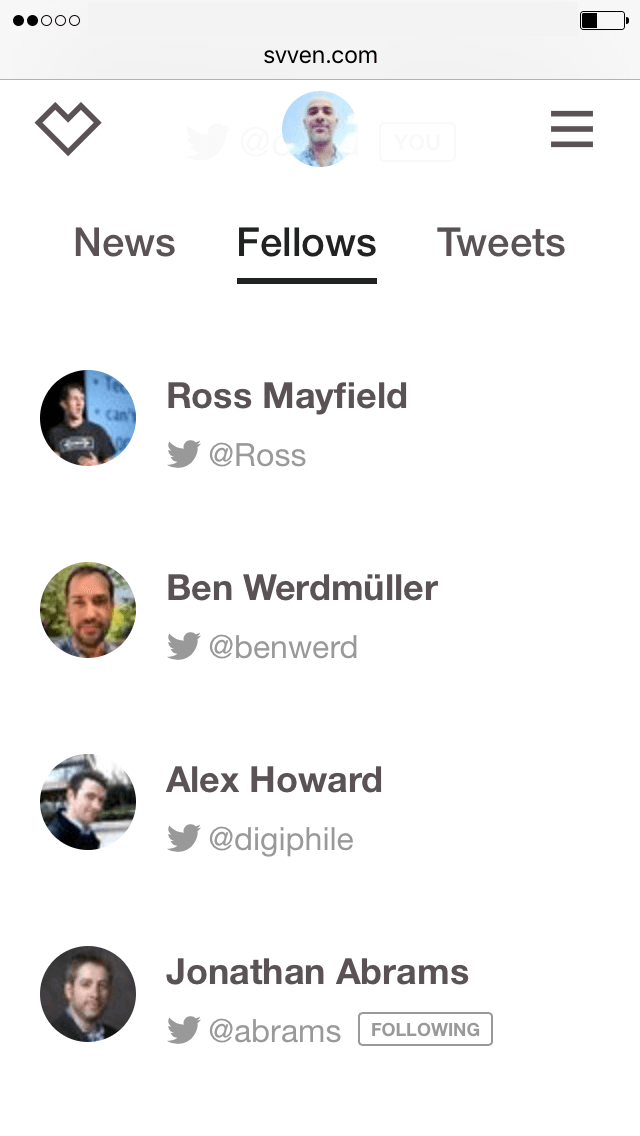 svven.com
YOU
News Fellows Tweets
Ross Mayfield
@Ross
Ben Werdmüller
@benwerd
Alex Howard
@digiphile
Jonathan Abrams
@abrams FOLLOWING